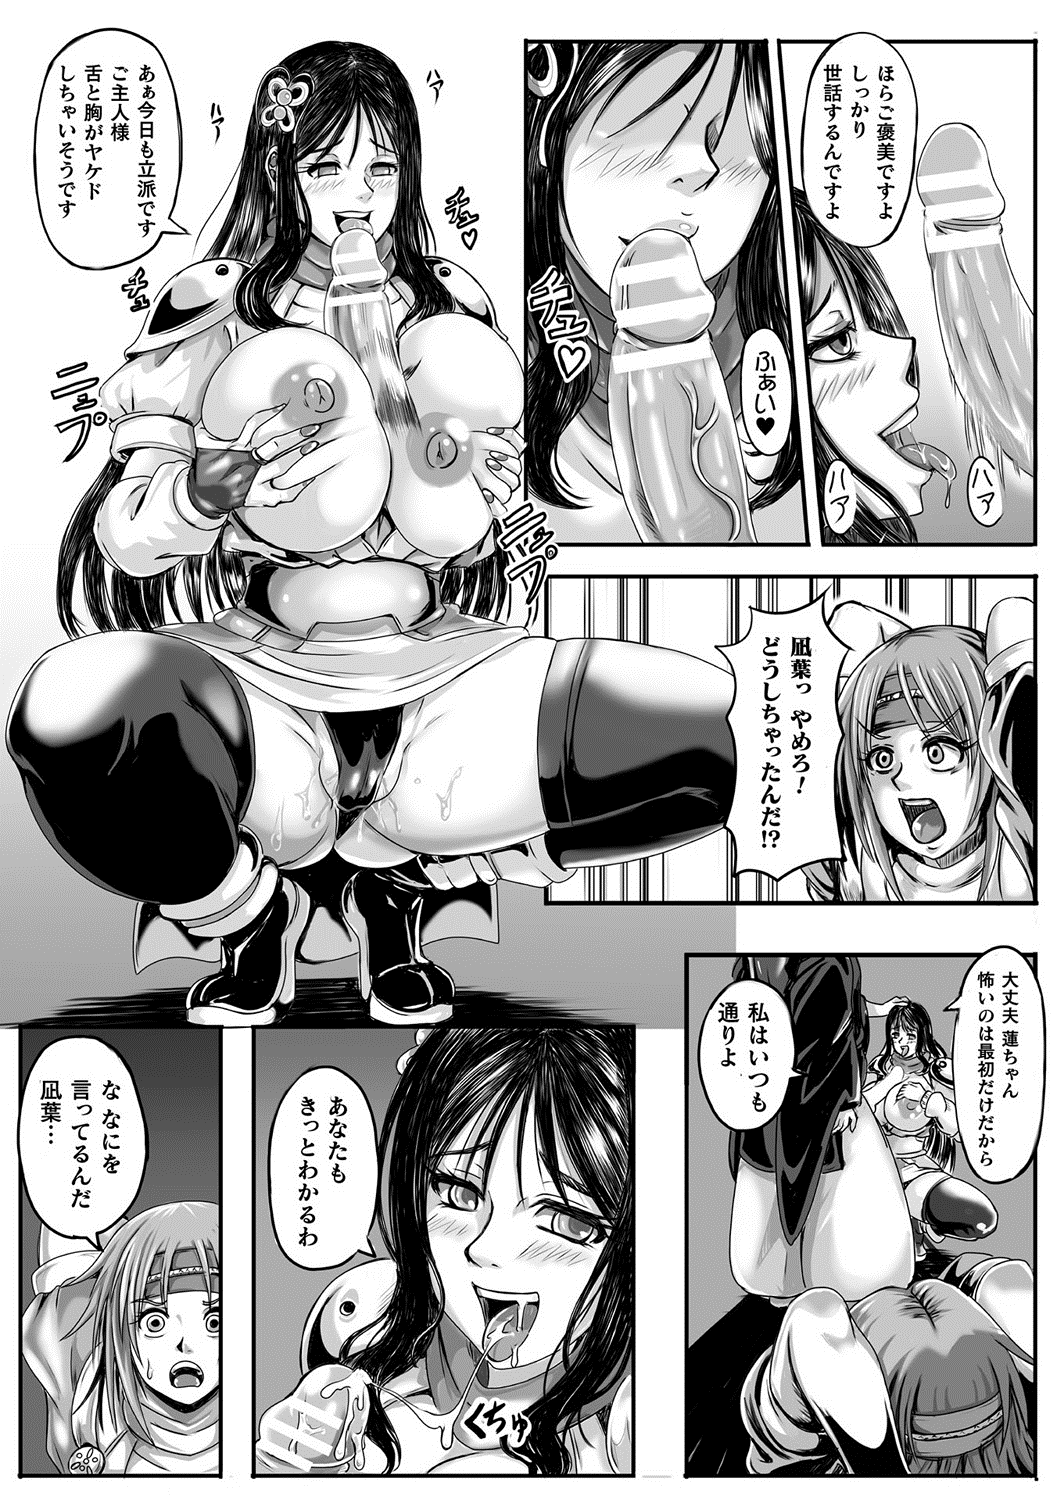 ほらご褒美ですよ
しっかり
世話するんですよ
ハァ
ハァ
ふぁい♥
チュ♡
あぁ今日も立派です
ご主人様
舌と胸がヤケド
しちゃいそうです
ハァ
ハァ
チュ♡
チュ
ニュプ
ニュプ
凪葉っ やめろ！
どうしちゃったんだ!?
大丈夫 蓮ちゃん
怖いのは最初だけだから
私はいつも
通りよ
あなたも
きっとわかるわ
くちゅ
な なにを
言ってるんだ
凪葉…